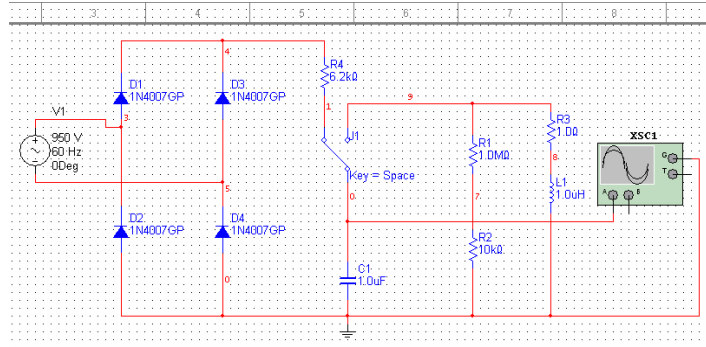 3
4
5
6
7
8
4
D1
1N4007GP
D3
1N4007GP
R4
6.2kΩ
9
1
V1
3
950 V
60 Hz
0Deg
J1
Key = Space
R1
1.0MΩ
R3
1.0Ω
8
XSC1
G
T
A
B
L1
1.0uH
5
0
7
D2
1N4007GP
D4
1N4007GP
R2
10kΩ
0
C1
1.0uF